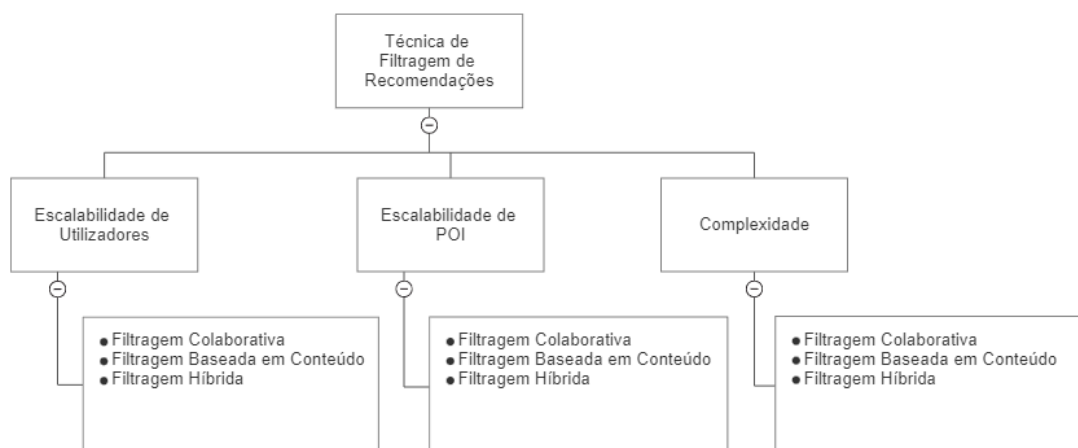 Técnica de
Filtragem de
Recomendações
Escalabilidade de
Utilizadores
Escalabilidade de
POI
Complexidade
● Filtragem Colaborativa
● Filtragem Baseada em Conteúdo
● Filtragem Híbrida
● Filtragem Colaborativa
● Filtragem Baseada em Conteúdo
● Filtragem Híbrida
● Filtragem Colaborativa
● Filtragem Baseada em Conteúdo
● Filtragem Híbrida